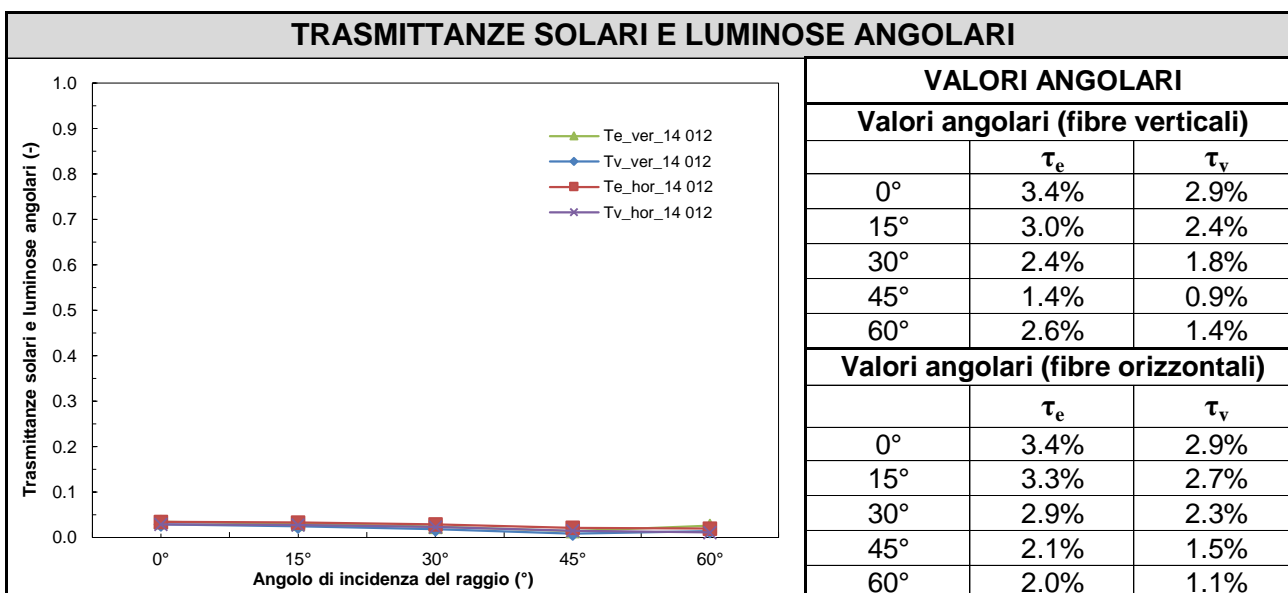 TRASMITTANZE SOLARI E LUMINOSE ANGOLARI
Trasmittanze solari e luminose angolari (-)
1.0
0.9
0.8
0.7
0.6
0.5
0.4
0.3
0.2
0.1
0.0
0° 15° 30° 45° 60°
Angolo di incidenza del raggio (°)
Te_ver_14 012
Tv_ver_14 012
Te_hor_14 012
Tv_hor_14 012
VALORI ANGOLARI
Valori angolari (fibre verticali)
τe τv
0° 3.4% 2.9%
15° 3.0% 2.4%
30° 2.4% 1.8%
45° 1.4% 0.9%
60° 2.6% 1.4%
Valori angolari (fibre orizzontali)
τe τv
0° 3.4% 2.9%
15° 3.3% 2.7%
30° 2.9% 2.3%
45° 2.1% 1.5%
60° 2.0% 1.1%